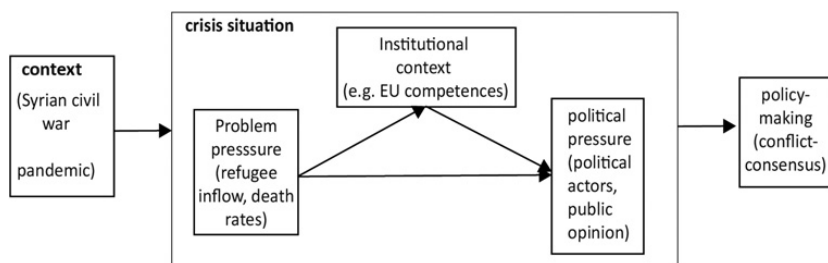 context
(Syrian civil
war
pandemic)
crisis situation
Institutional
context
(e.g. EU competences)
Problem
presssure
(refugee
inflow, death
rates)
political
pressure
(political
actors,
public
opinion)
policy-
making
(conflict-
consensus)